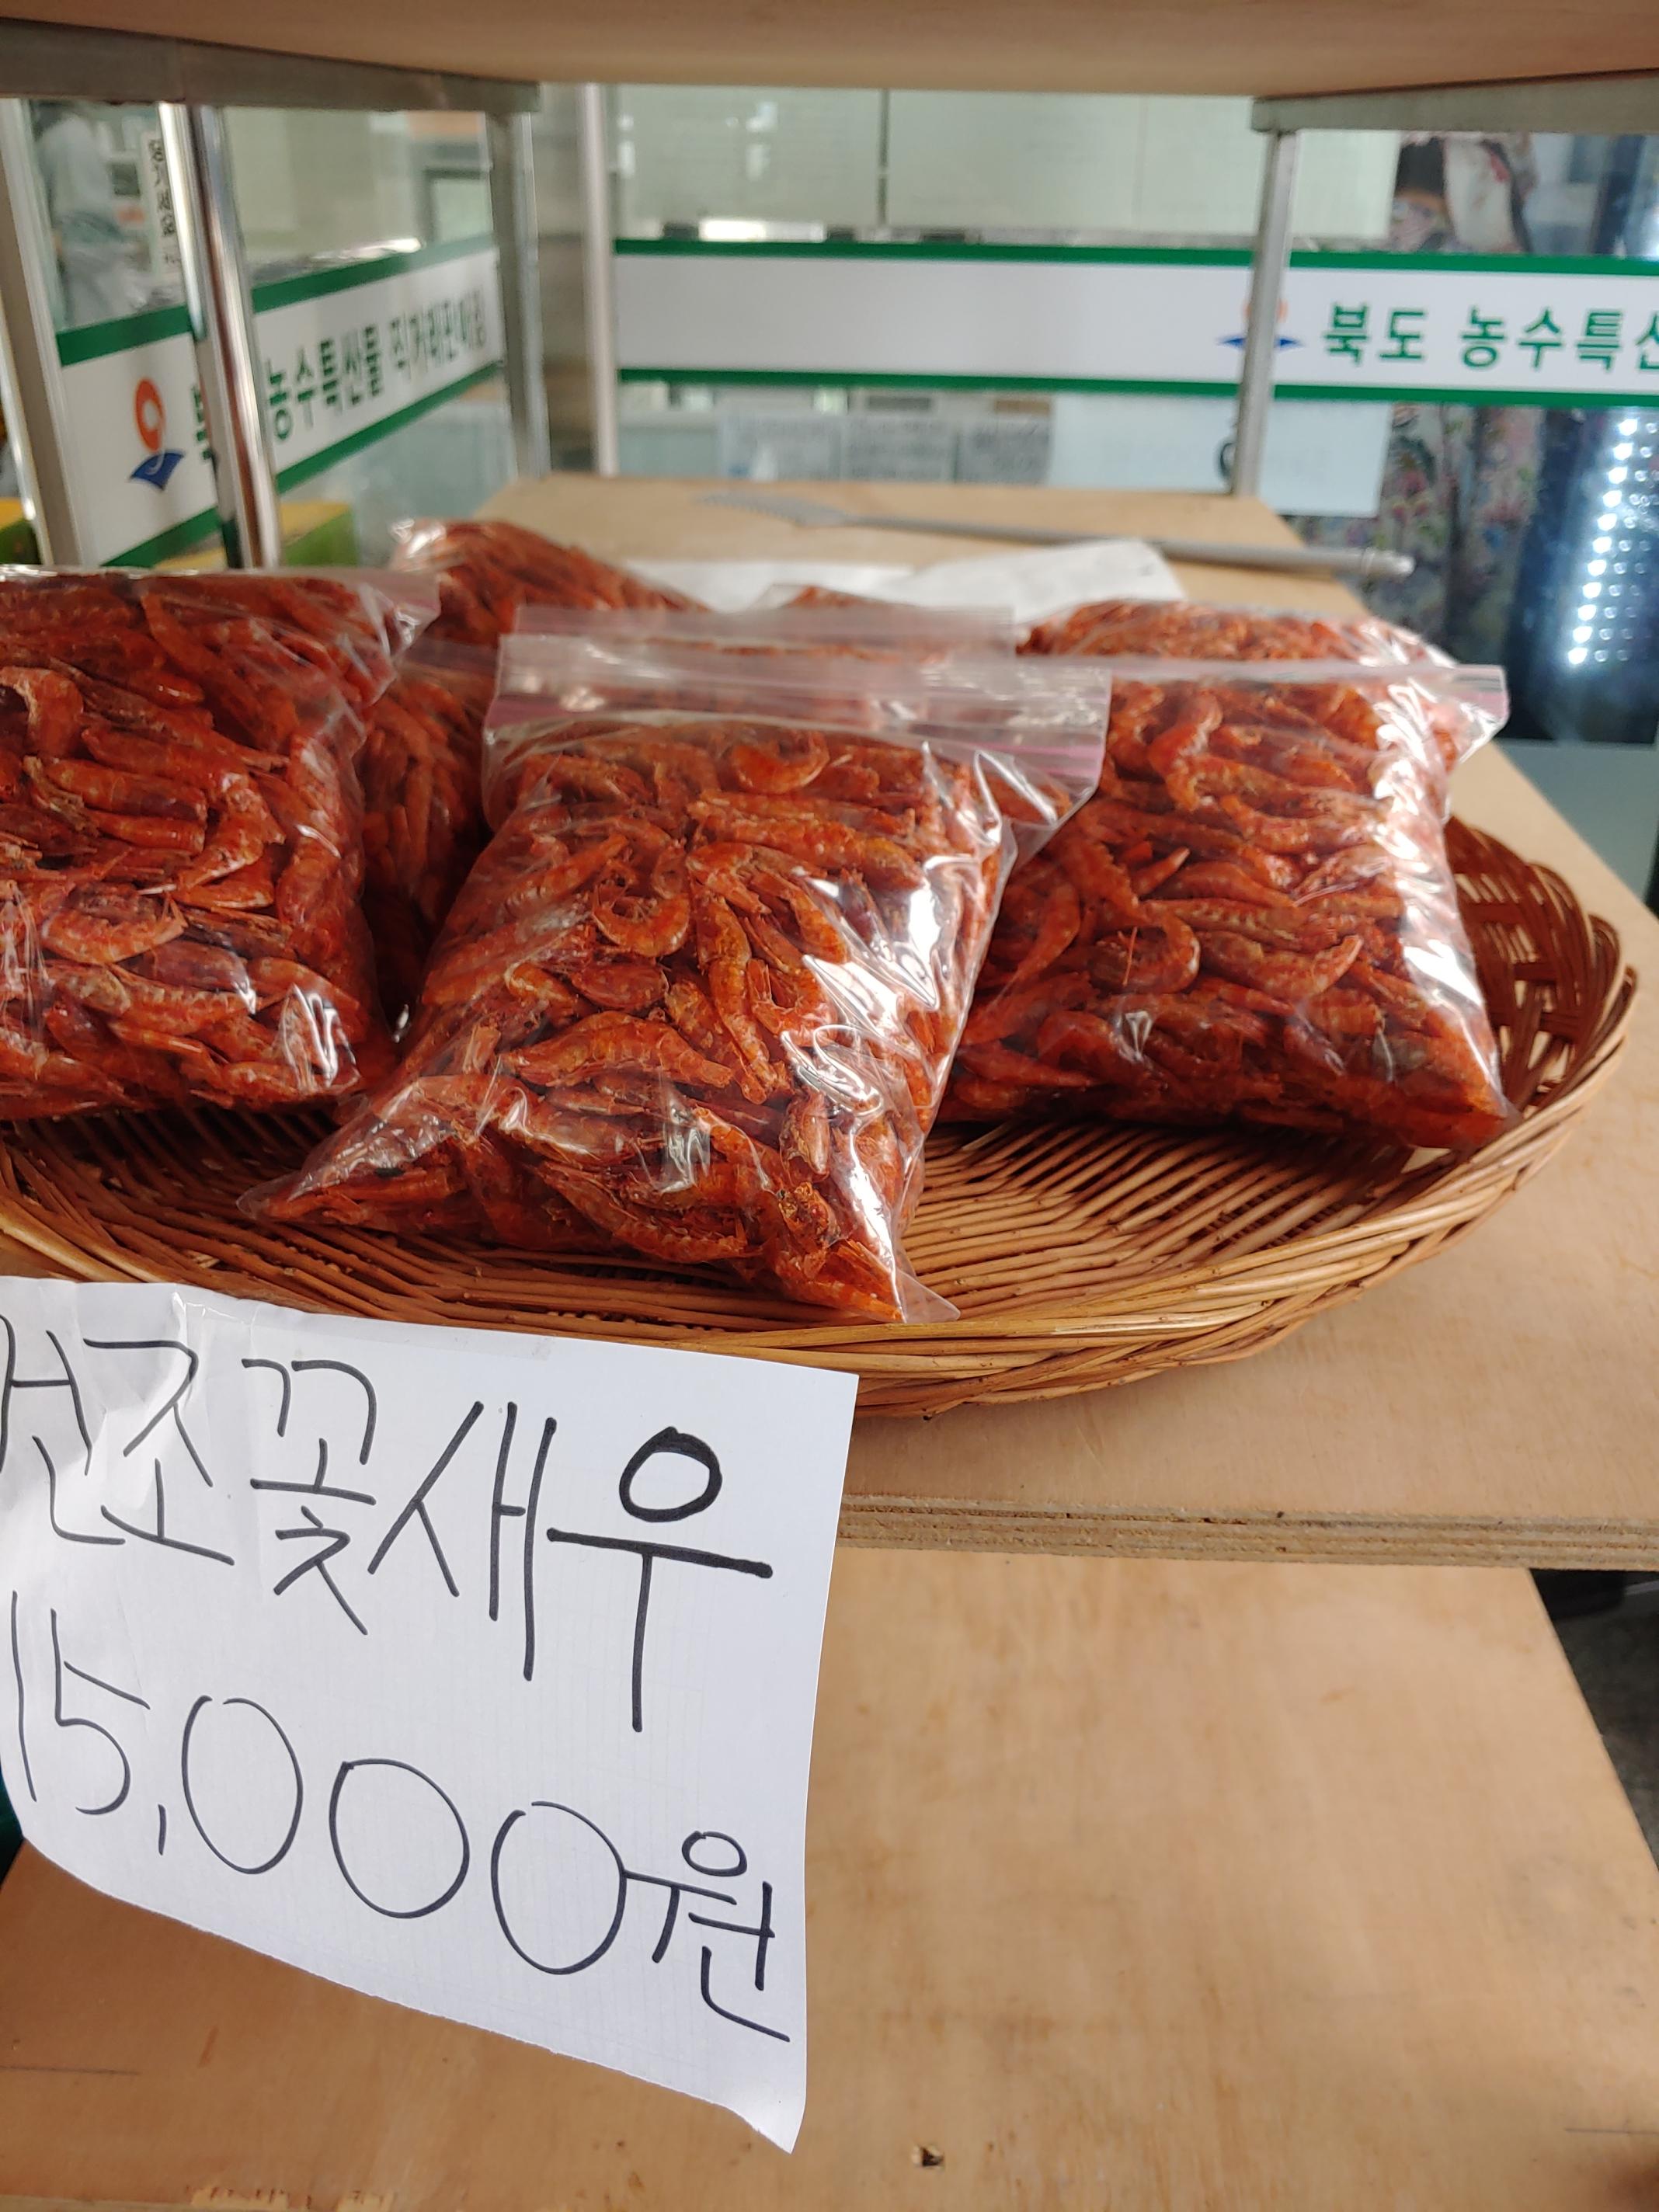 농수특산물 직거래판매장
북도 농수특산
건조꽃새우
15,000원